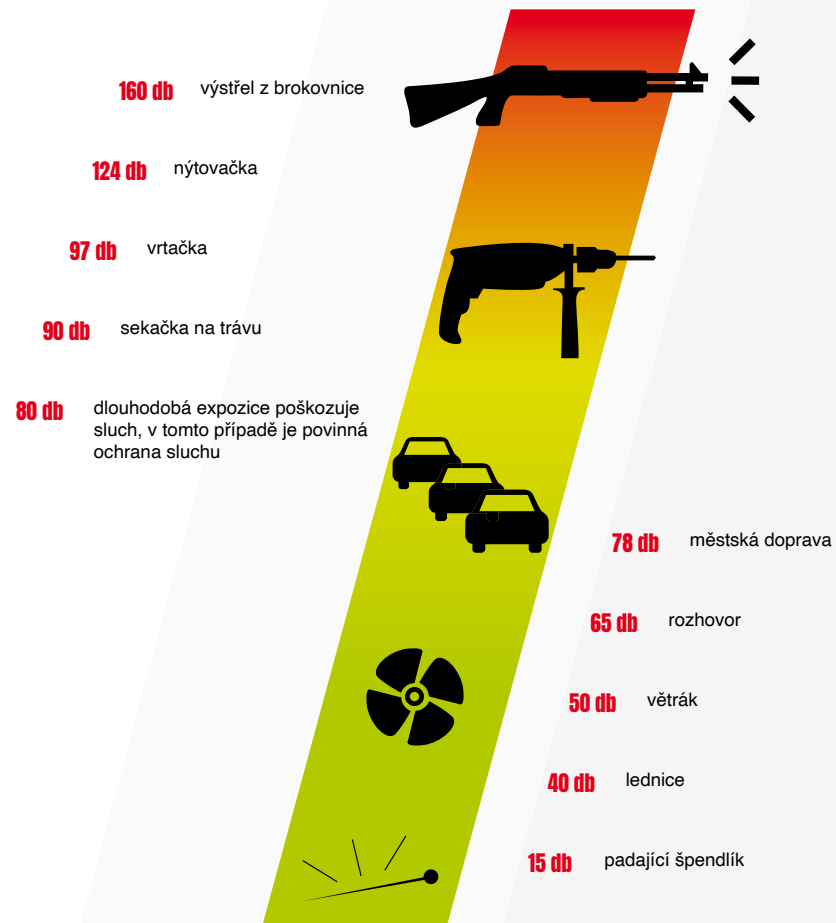 160 db výstřel z brokovnice
124 db nýtovačka
97 db vrtačka
90 db sekačka na trávu
80 db dlouhodobá expozice poškozuje
sluch, v tomto případě je povinná
ochrana sluchu
78 db městská doprava
65 db rozhovor
50 db větrák
40 db lednice
15 db padající špendlík